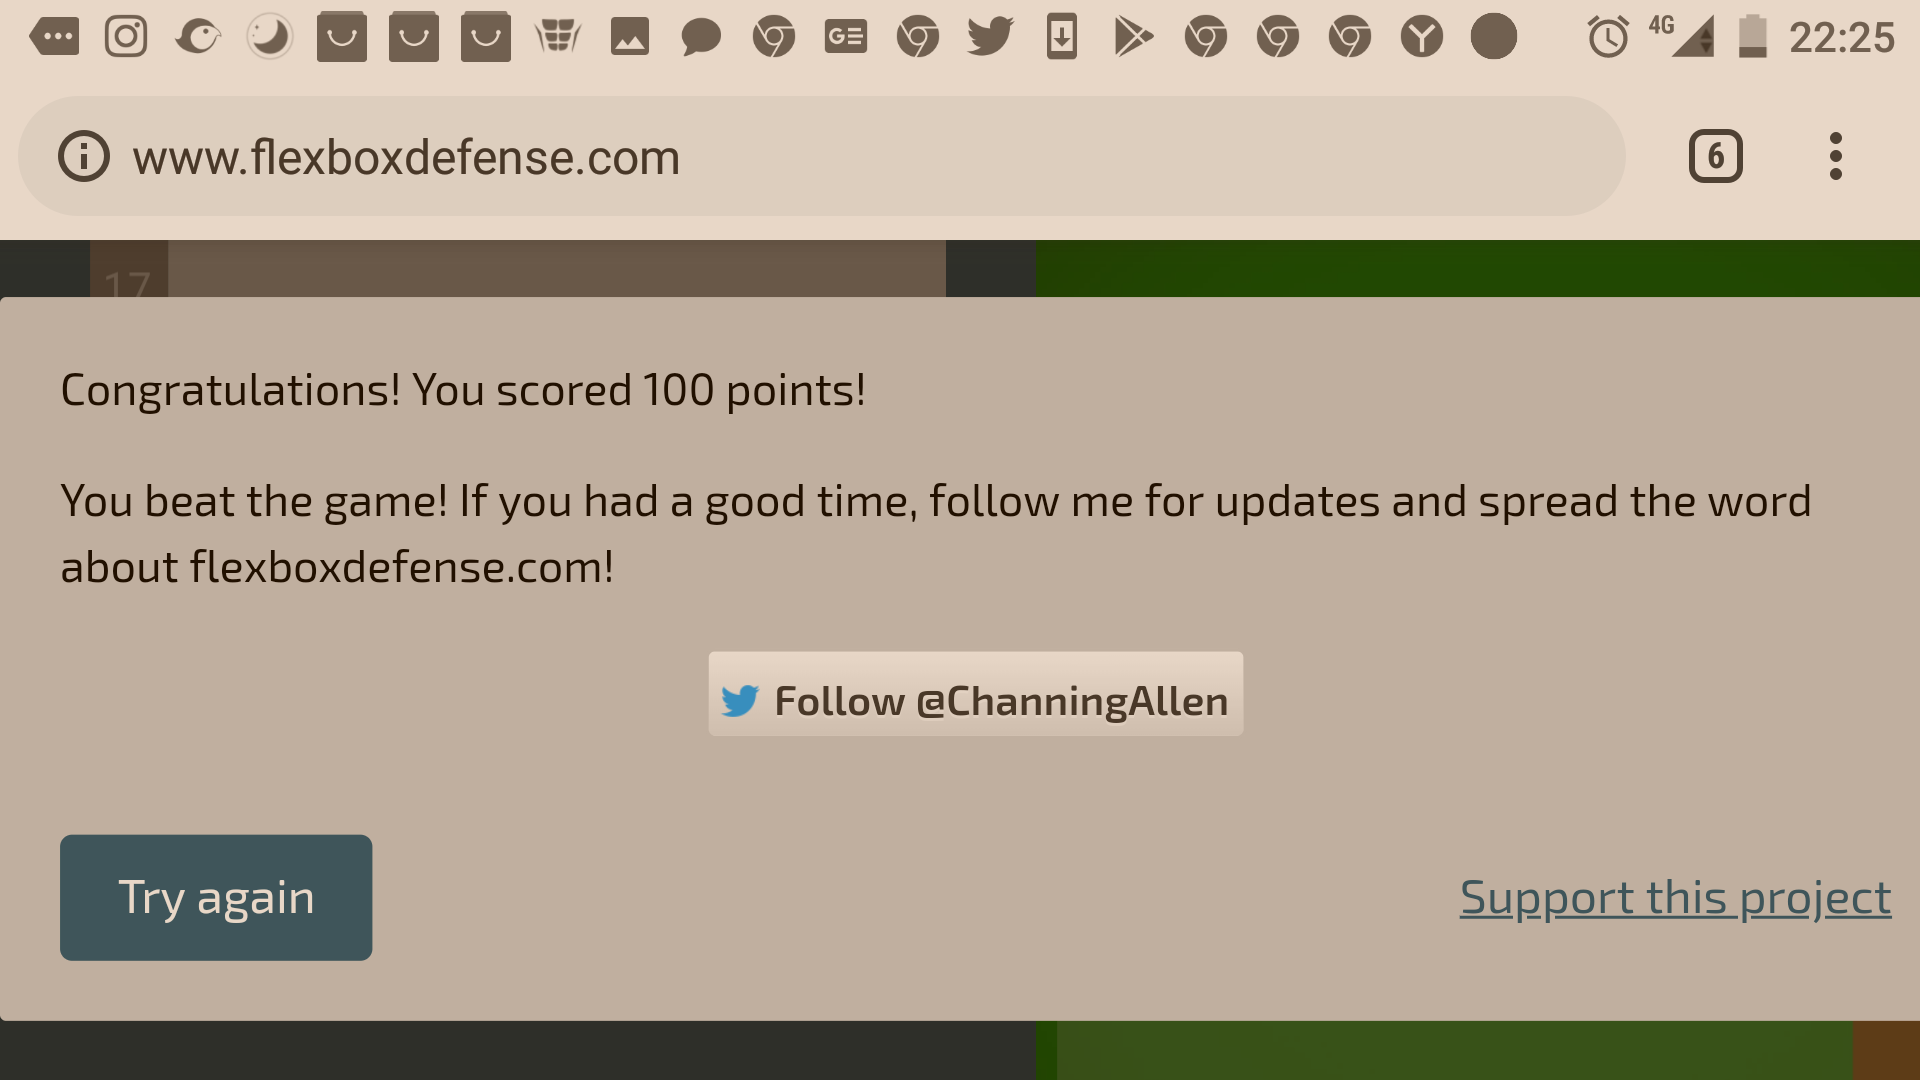 4G 22:25
www.flexboxdefense.com
6
17
Congratulations! You scored 100 points!
You beat the game! If you had a good time, follow me for updates and spread the word
about flexboxdefense.com!
Follow @ChanningAllen
Try again
Support this project